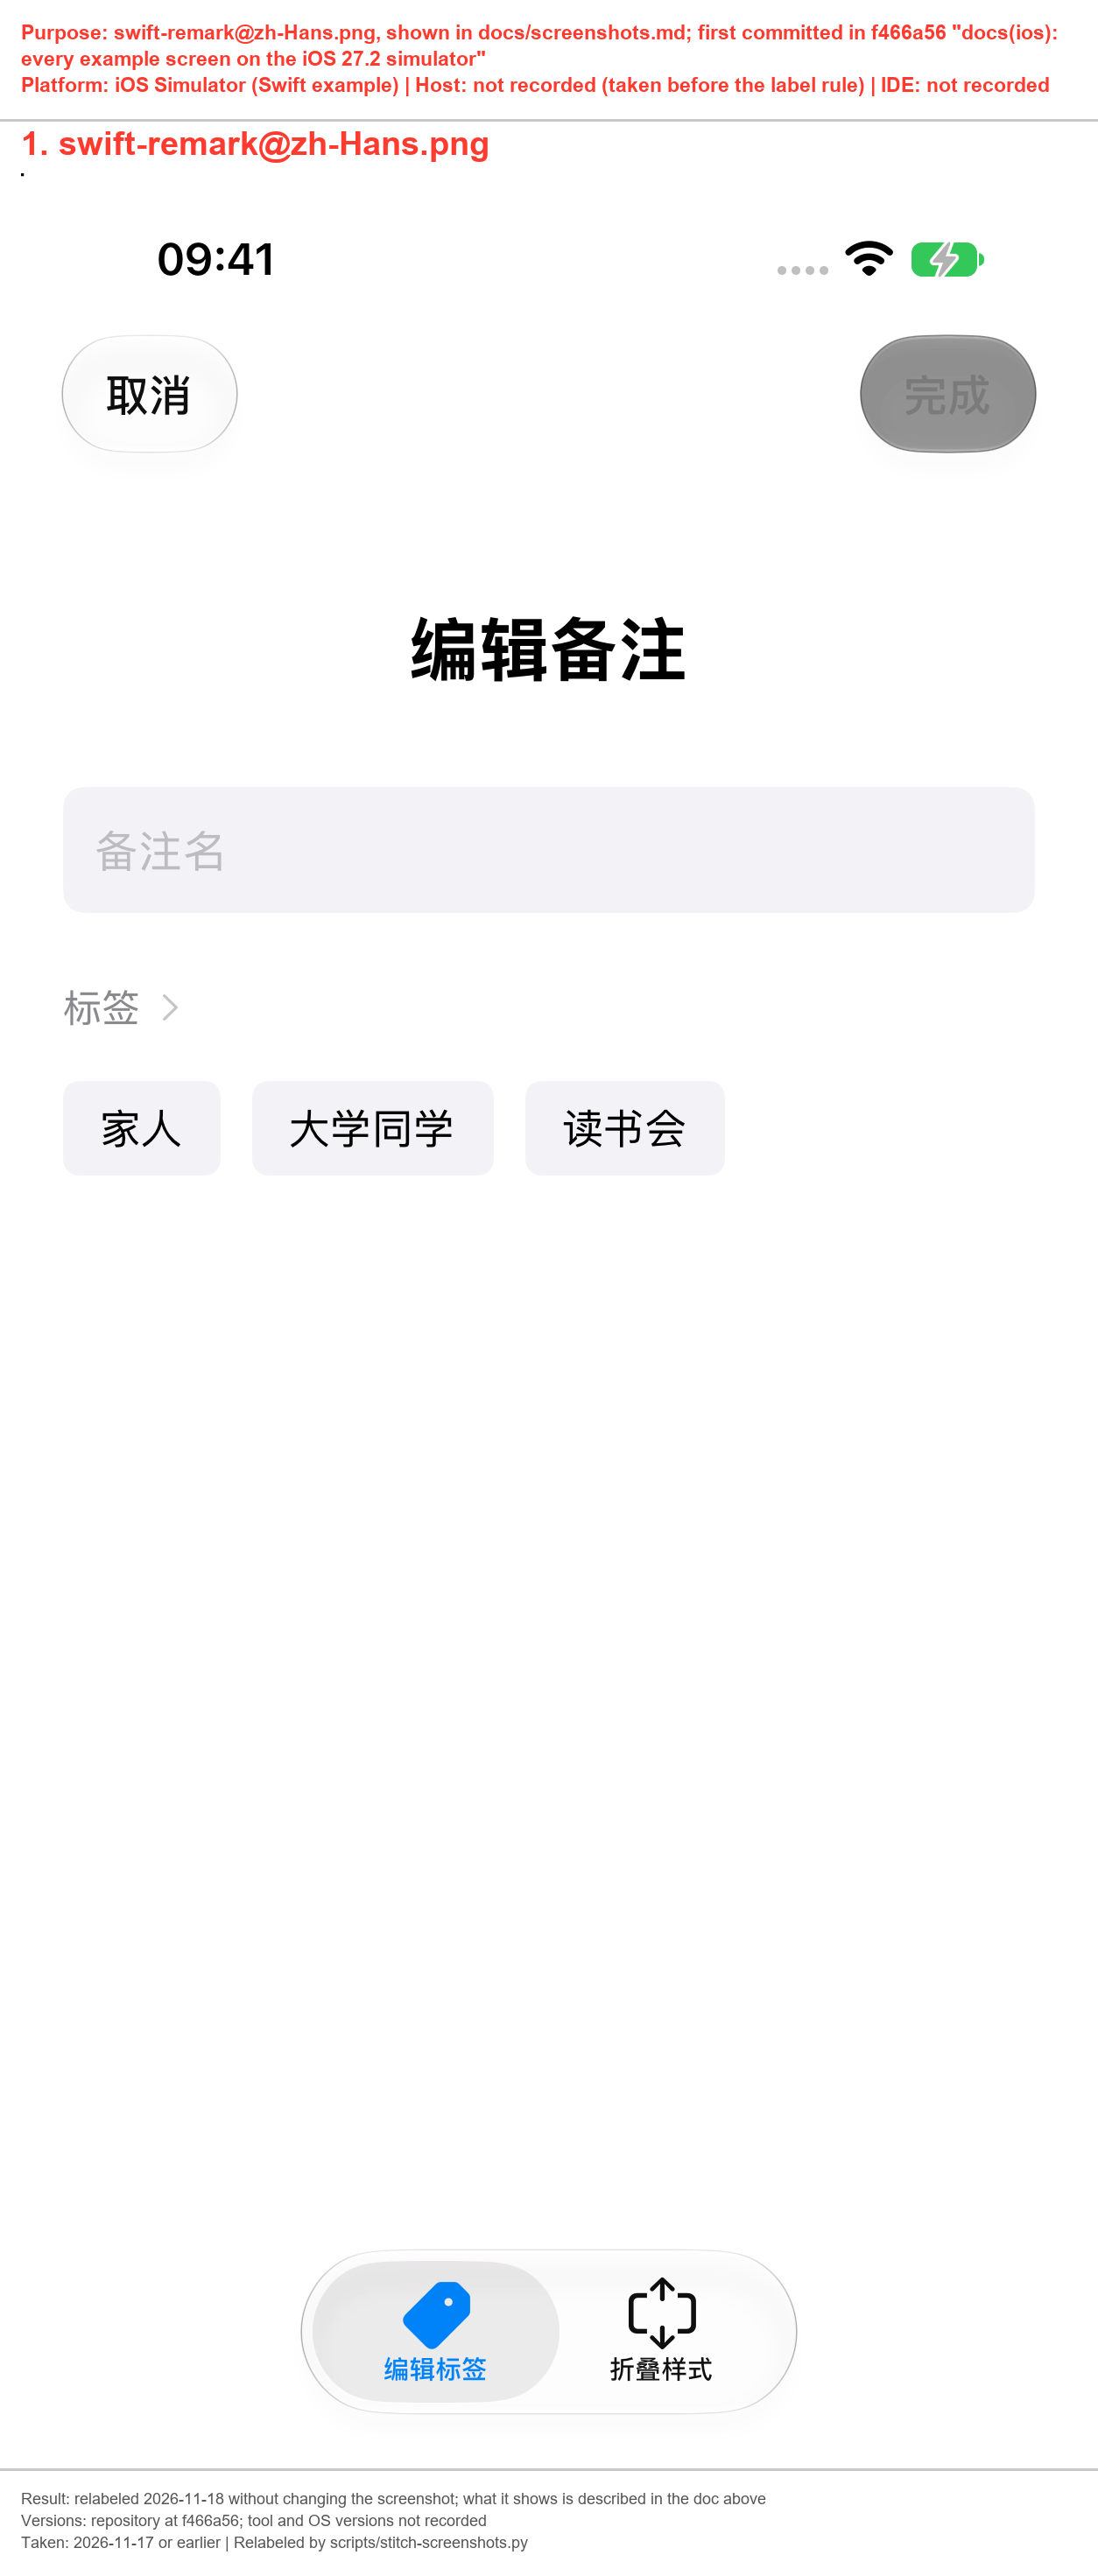 Purpose: swift-remark@zh-Hans.png, shown in docs/screenshots.md; first committed in f466a56 "docs(ios):
every example screen on the iOS 27.2 simulator"
Platform: iOS Simulator (Swift example) | Host: not recorded (taken before the label rule) | IDE: not recorded
1. swift-remark@zh-Hans.png
09:41
取消
完成
编辑备注
备注名
标签
家人 大学同学 读书会
编辑标签 折叠样式
Result: relabeled 2026-11-18 without changing the screenshot; what it shows is described in the doc above
Versions: repository at f466a56; tool and OS versions not recorded
Taken: 2026-11-17 or earlier | Relabeled by scripts/stitch-screenshots.py